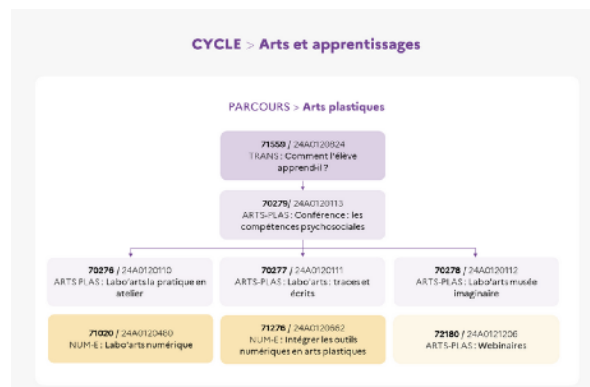 CYCLE > Arts et apprentissages
PARCOURS > Arts plastiques
71559 / 24A0120824
TRANS : Comment l'élève
apprend-il ?
70279/ 24A0120113
ARTS-PLAS : Conférence : les
compétences psychosociales
70276 / 24A0120110
ARTS PLAS : Labo'arts la pratique en
atelier
70277 / 24A0120111
ARTS-PLAS : Labo'arts : traces et
écrits
70278 / 24A0120112
ARTS-PLAS : Labo'arts musée
imaginaire
71020 / 24A0120460
NUM-E : Labo'arts numérique
71276 / 24A0120662
NUM-E : Intégrer les outils
numériques en arts plastiques
72180 / 24A0121206
ARTS-PLAS : Webinaires